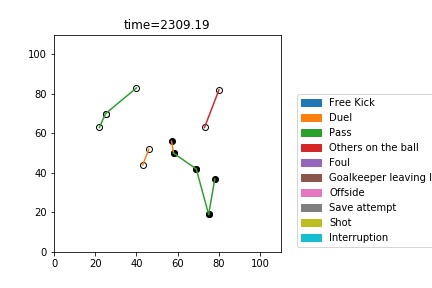 time=2309.19
100
80
60
40
20
0
0 20 40 60 80 100
Free Kick
Duel
Pass
Others on the ball
Foul
Goalkeeper leaving l
Offside
Save attempt
Shot
Interruption